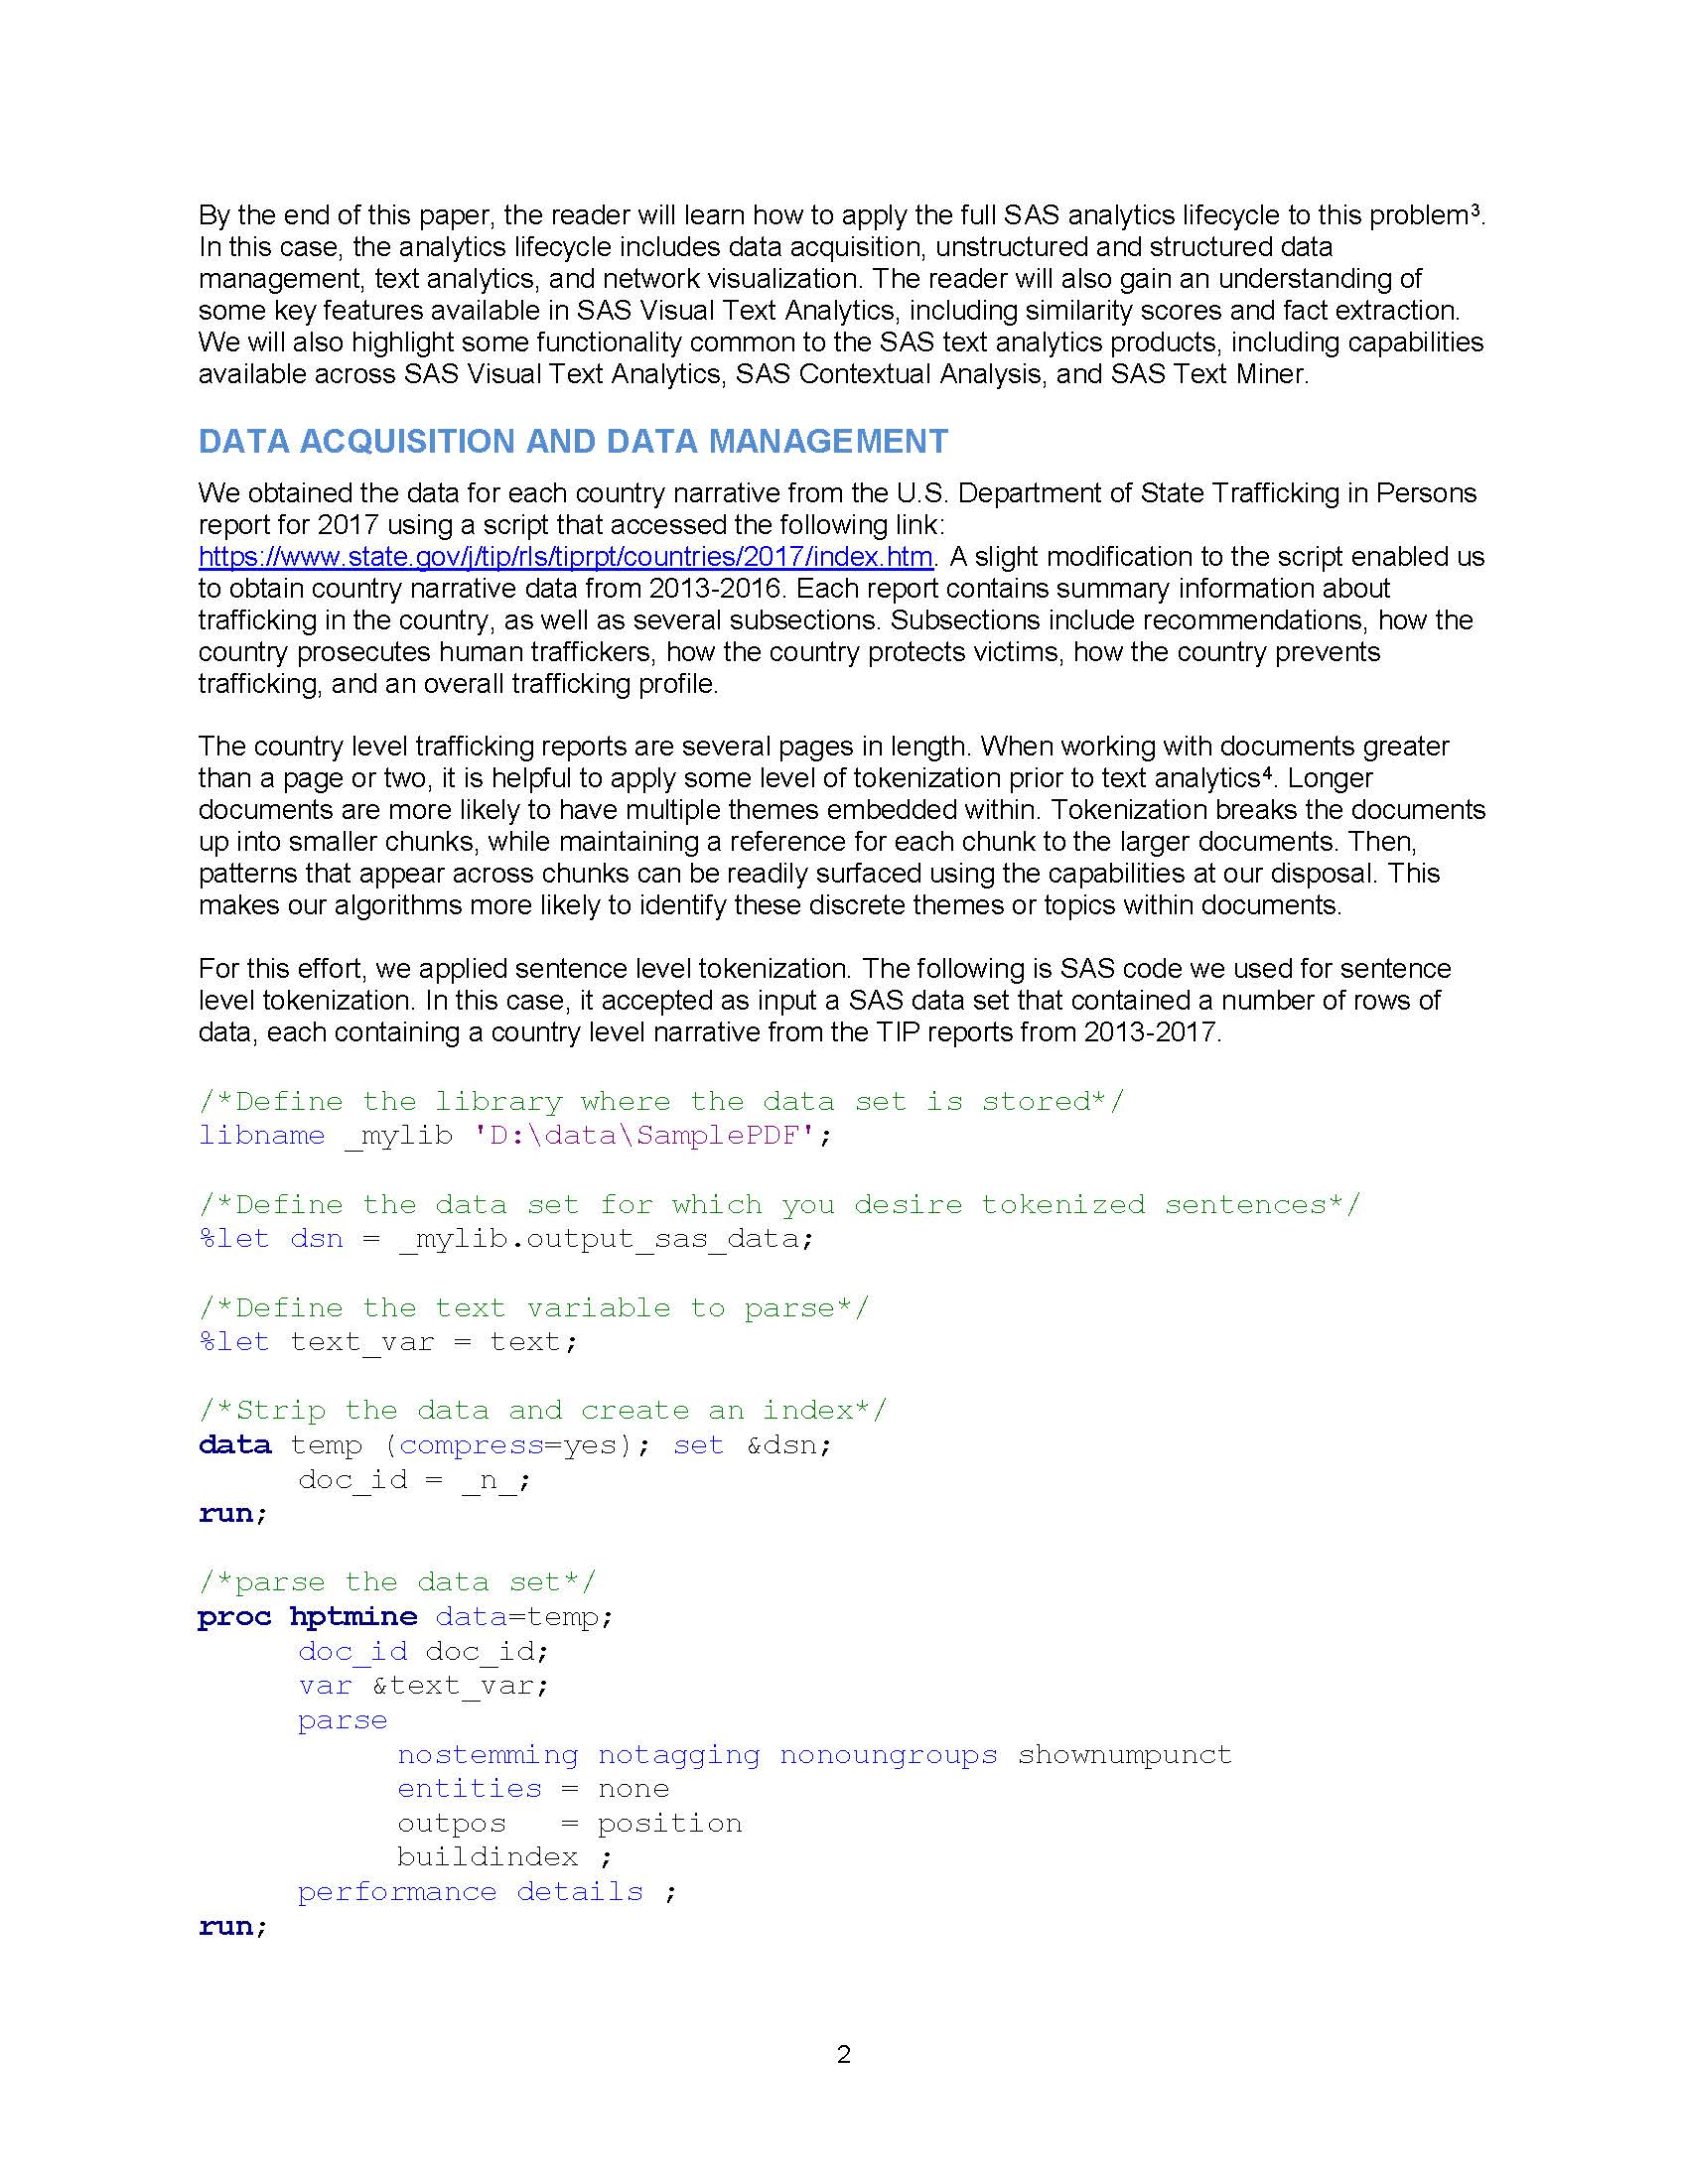 By the end of this paper, the reader will learn how to apply the full SAS analytics lifecycle to this problem³.
In this case, the analytics lifecycle includes data acquisition, unstructured and structured data
management, text analytics, and network visualization. The reader will also gain an understanding of
some key features available in SAS Visual Text Analytics, including similarity scores and fact extraction.
We will also highlight some functionality common to the SAS text analytics products, including capabilities
available across SAS Visual Text Analytics, SAS Contextual Analysis, and SAS Text Miner.
DATA ACQUISITION AND DATA MANAGEMENT
We obtained the data for each country narrative from the U.S. Department of State Trafficking in Persons
report for 2017 using a script that accessed the following link:
https://www.state.gov/j/tip/rls/tiprpt/countries/2017/index.htm. A slight modification to the script enabled us
to obtain country narrative data from 2013-2016. Each report contains summary information about
trafficking in the country, as well as several subsections. Subsections include recommendations, how the
country prosecutes human traffickers, how the country protects victims, how the country prevents
trafficking, and an overall trafficking profile.
The country level trafficking reports are several pages in length. When working with documents greater
than a page or two, it is helpful to apply some level of tokenization prior to text analytics⁴. Longer
documents are more likely to have multiple themes embedded within. Tokenization breaks the documents
up into smaller chunks, while maintaining a reference for each chunk to the larger documents. Then,
patterns that appear across chunks can be readily surfaced using the capabilities at our disposal. This
makes our algorithms more likely to identify these discrete themes or topics within documents.
For this effort, we applied sentence level tokenization. The following is SAS code we used for sentence
level tokenization. In this case, it accepted as input a SAS data set that contained a number of rows of
data, each containing a country level narrative from the TIP reports from 2013-2017.
/*Define the library where the data set is stored*/
libname _mylib 'D:\data\SamplePDF';
/*Define the data set for which you desire tokenized sentences*/
%let dsn = _mylib.output_sas_data;
/*Define the text variable to parse*/
%let text_var = text;
/*Strip the data and create an index*/
data temp (compress=yes); set &dsn;
doc_id = _n_;
run;
/*parse the data set*/
proc hptmine data=temp;
doc_id doc_id;
var &text_var;
parse
nostemming notagging nonoungroups shownumpunct
entities = none
outpos   = position
buildindex ;
performance details ;
run;
2